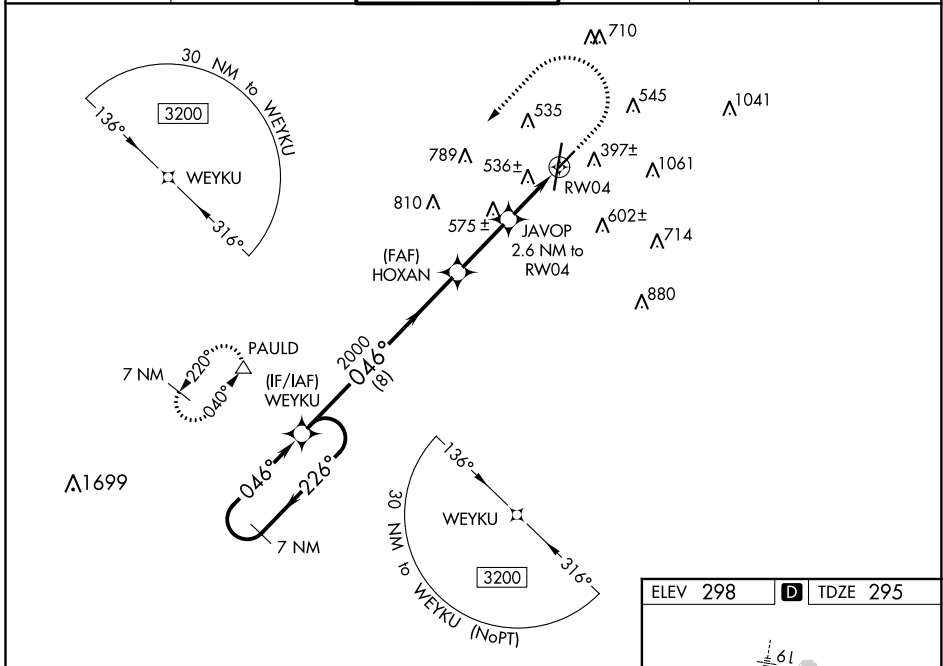 30 NM to WEYKU
3200
136°
WEYKU
316°
710
535
545
1041
789
536±
397±
1061
RW04
810
575±
602±
JAVOP
2.6 NM to
RW04
714
(FAF)
HOXAN
880
2000
046°
(8)
PAULD
220°
040°
7 NM
(IF/IAF)
WEYKU
046°
226°
7 NM
1699
136°
WEYKU
316°
3200
30 NM to WEYKU (NoPT)
ELEV 298 D TDZE 295
61±